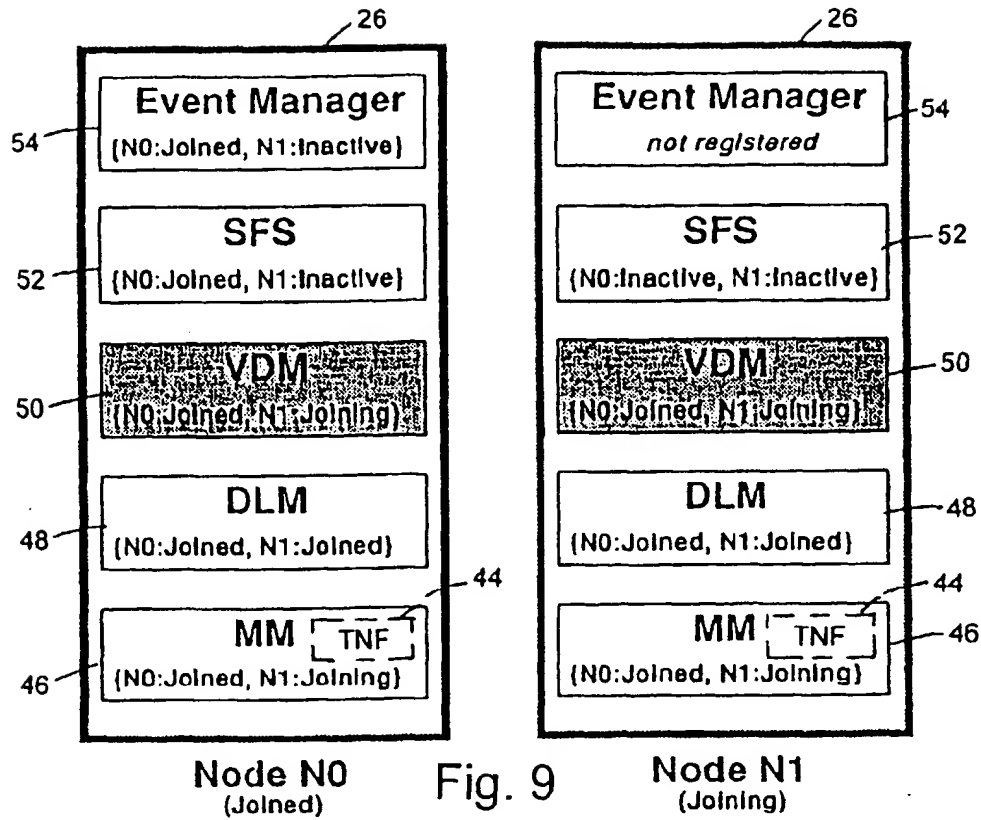 26
Event Manager
54
{N0:Joined, N1:Inactive}
SFS
52
{N0:Joined, N1:Inactive}
VDM
50
{N0:Joined, N1:Joining}
DLM
48
{N0:Joined, N1:Joined}
44
MM
TNF
46
{N0:Joined, N1:Joining}
Node N0
(Joined)
26
Event Manager
54
not registered
SFS
52
{N0:Inactive, N1:Inactive}
VDM
50
{N0:Joined, N1:Joining}
DLM
48
{N0:Joined, N1:Joined}
44
MM
TNF
46
{N0:Joined, N1:Joining}
Node N1
(Joining)
Fig. 9